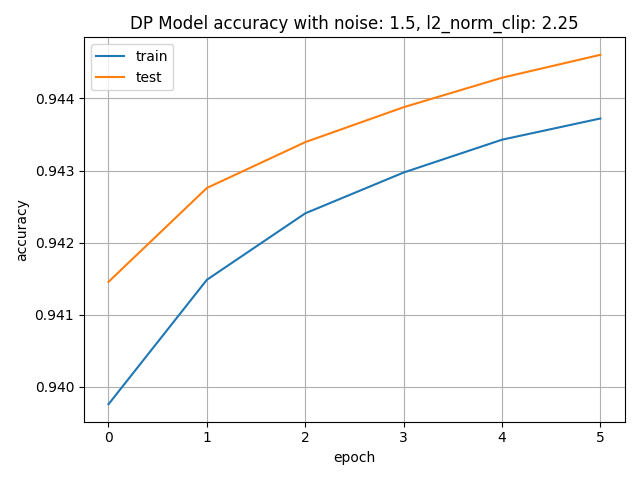 DP Model accuracy with noise: 1.5, l2_norm_clip: 2.25
train
test
0.944
0.943
0.942
0.941
0.940
accuracy
0 1 2 3 4 5
epoch